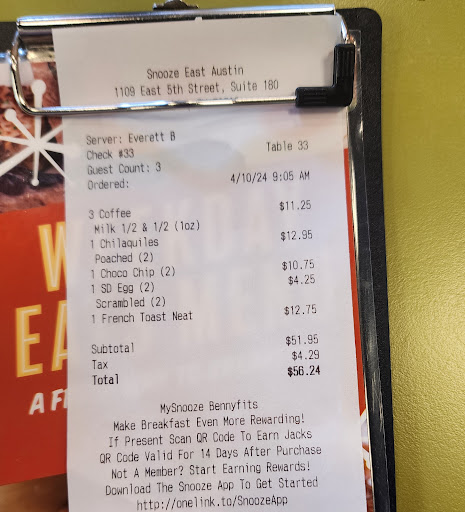 Snooze East Austin
1109 East 5th Street, Suite 180
Server: Everett B
Check #33 Table 33
Guest Count: 3
Ordered: 4/10/24 9:05 AM
3 Coffee $11.25
Milk 1/2 & 1/2 (1oz)
1 Chilaquiles $12.95
Poached (2)
1 Choco Chip (2) $10.75
1 SD Egg (2) $4.25
Scrambled (2)
1 French Toast Neat $12.75
Subtotal $51.95
Tax $4.29
Total $56.24
MySnooze Bennyfits
Make Breakfast Even More Rewarding!
If Present Scan QR Code To Earn Jacks
QR Code Valid For 14 Days After Purchase
Not A Member? Start Earning Rewards!
Download The Snooze App To Get Started
http://onelink.to/SnoozeApp